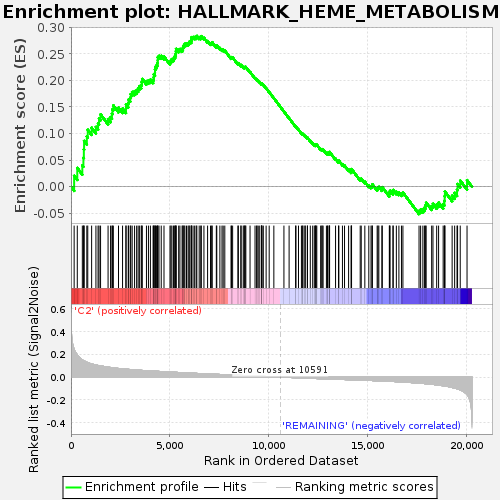 Enrichment plot: HALLMARK_HEME_METABOLISM
Enrichment score (ES)
0.30
0.25
0.20
0.15
0.10
0.05
0.00
-0.05
'C2' (positively correlated)
Ranked list metric (Signal2Noise)
0.6
0.4
0.2
0.0
-0.2
-0.4
Zero cross at 10591
'REMAINING' (negatively correlated)
0
5,000
10,000
15,000
20,000
Rank in Ordered Dataset
Enrichment profile
Hits
Ranking metric scores